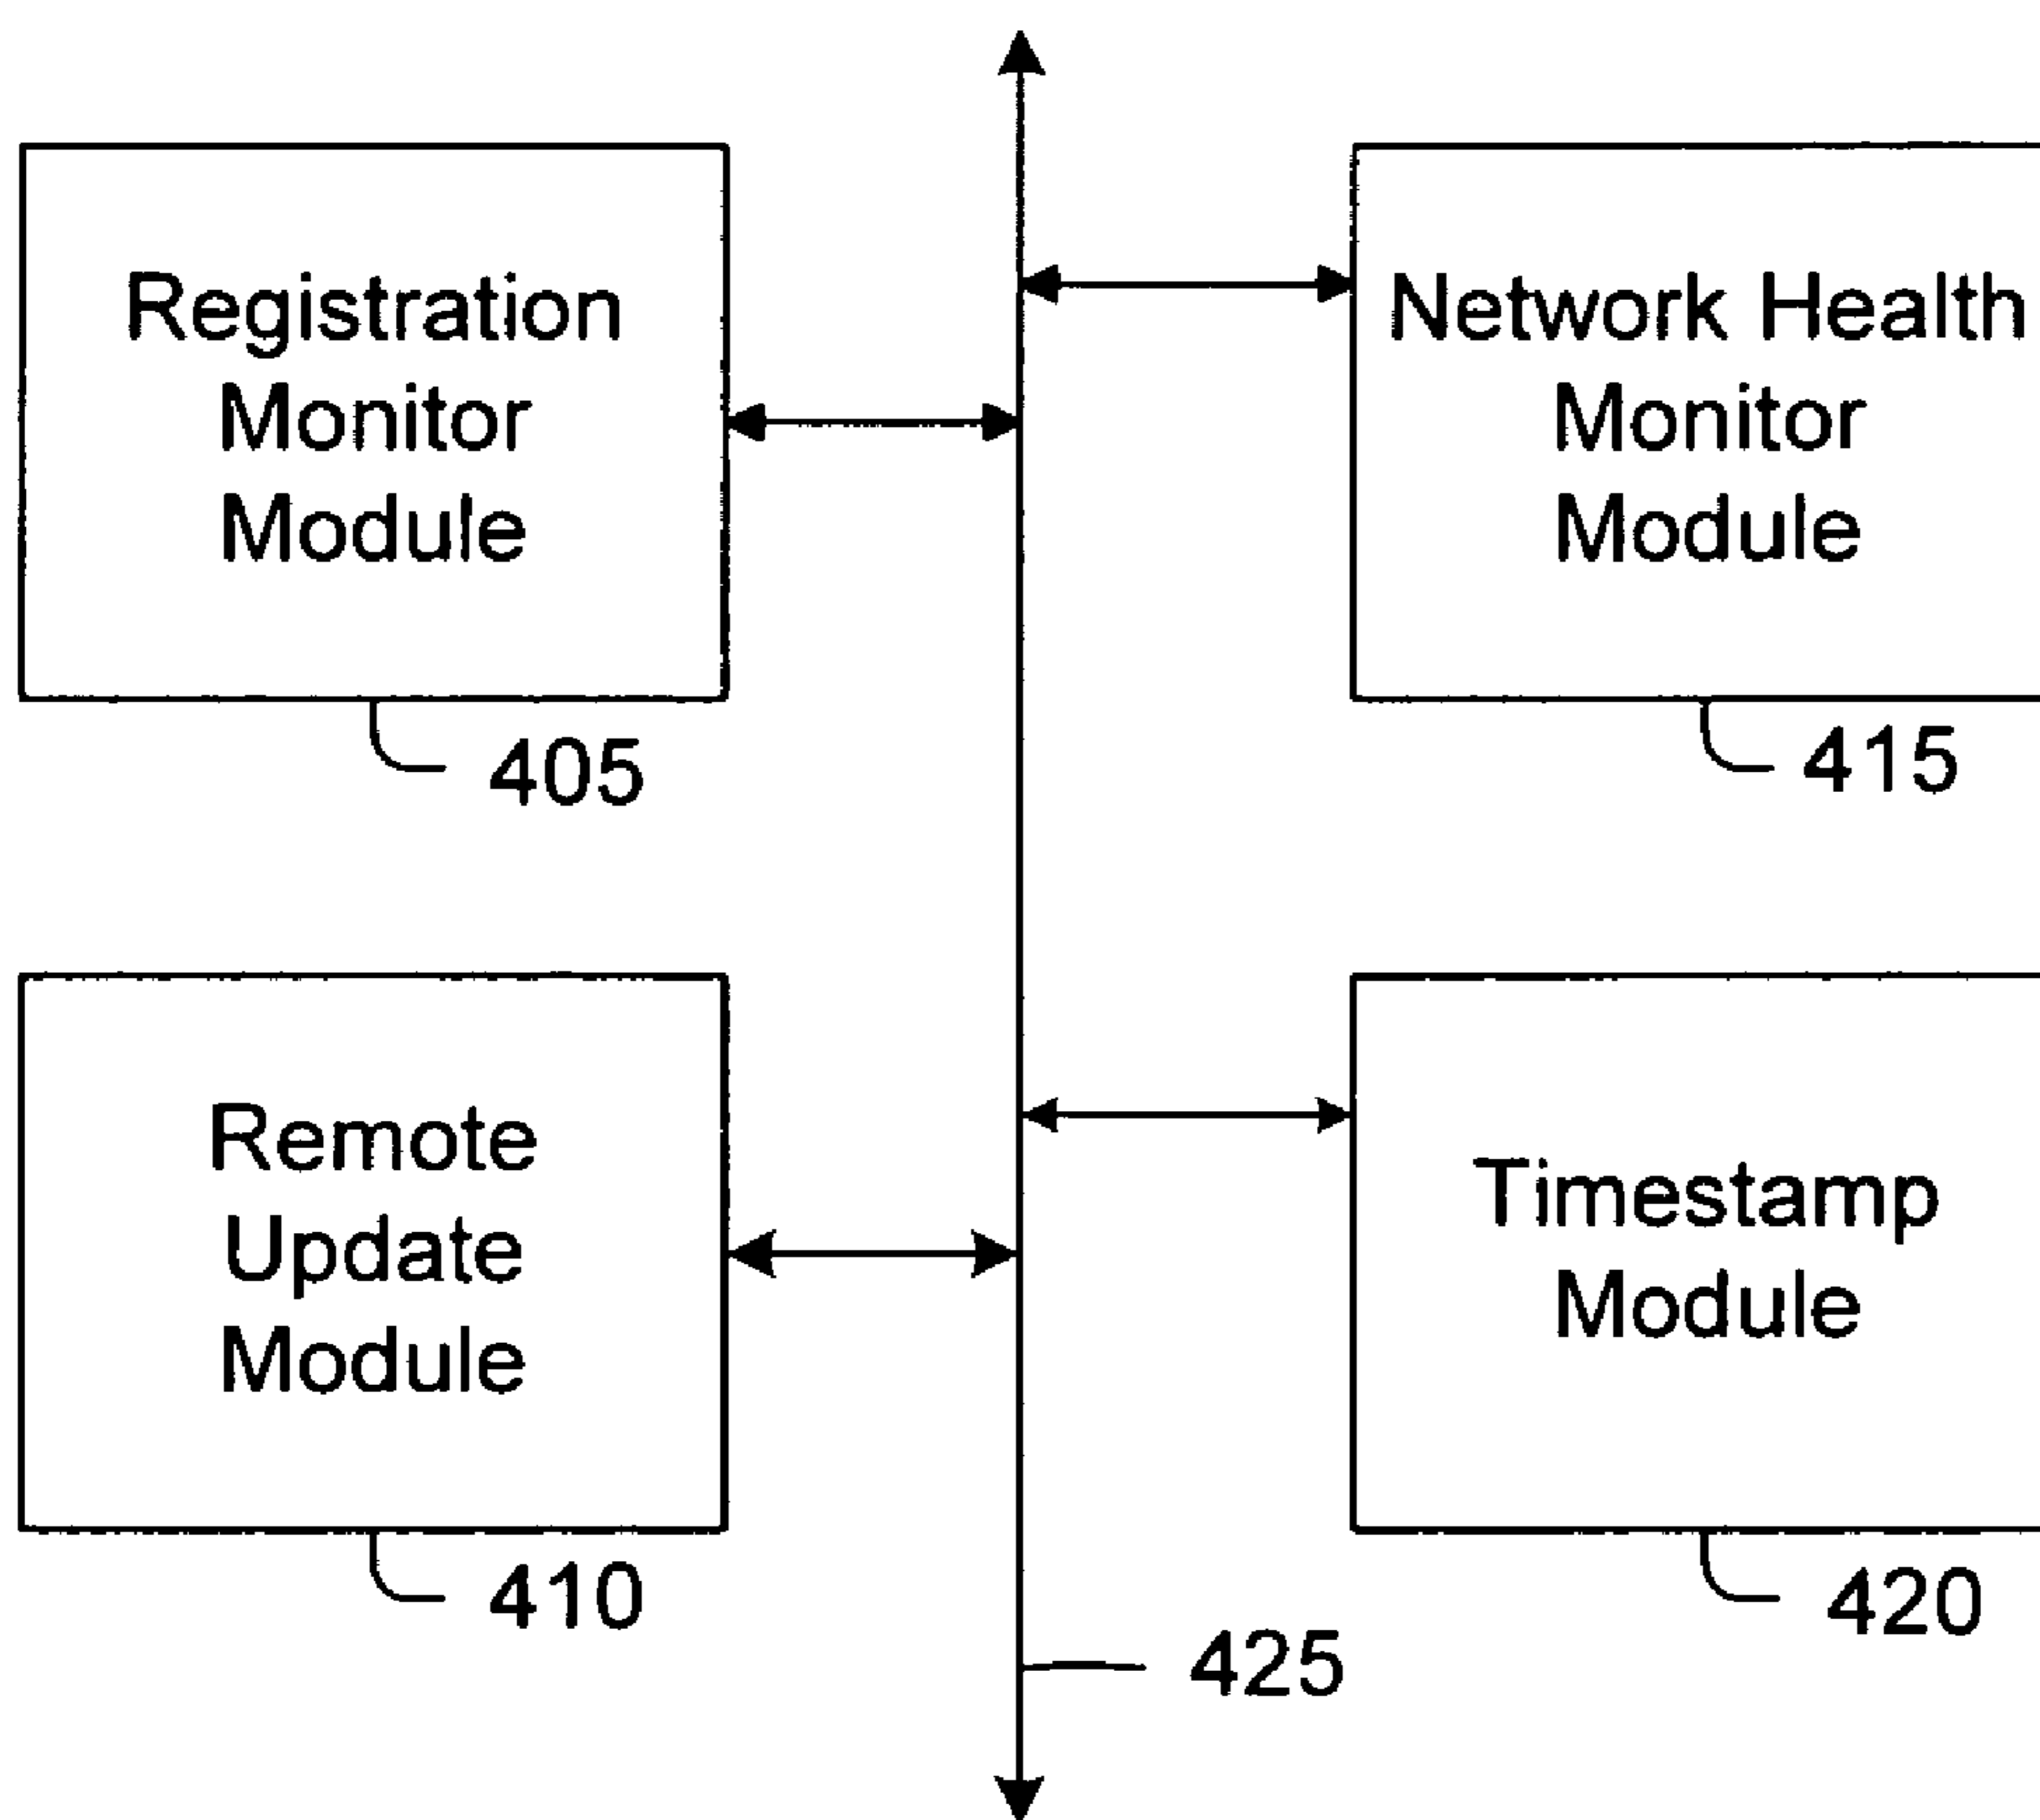 Registration
Monitor
Module
405
Network Health
Monitor
Module
415
Remote
Update
Module
410
Timestamp
Module
420
425